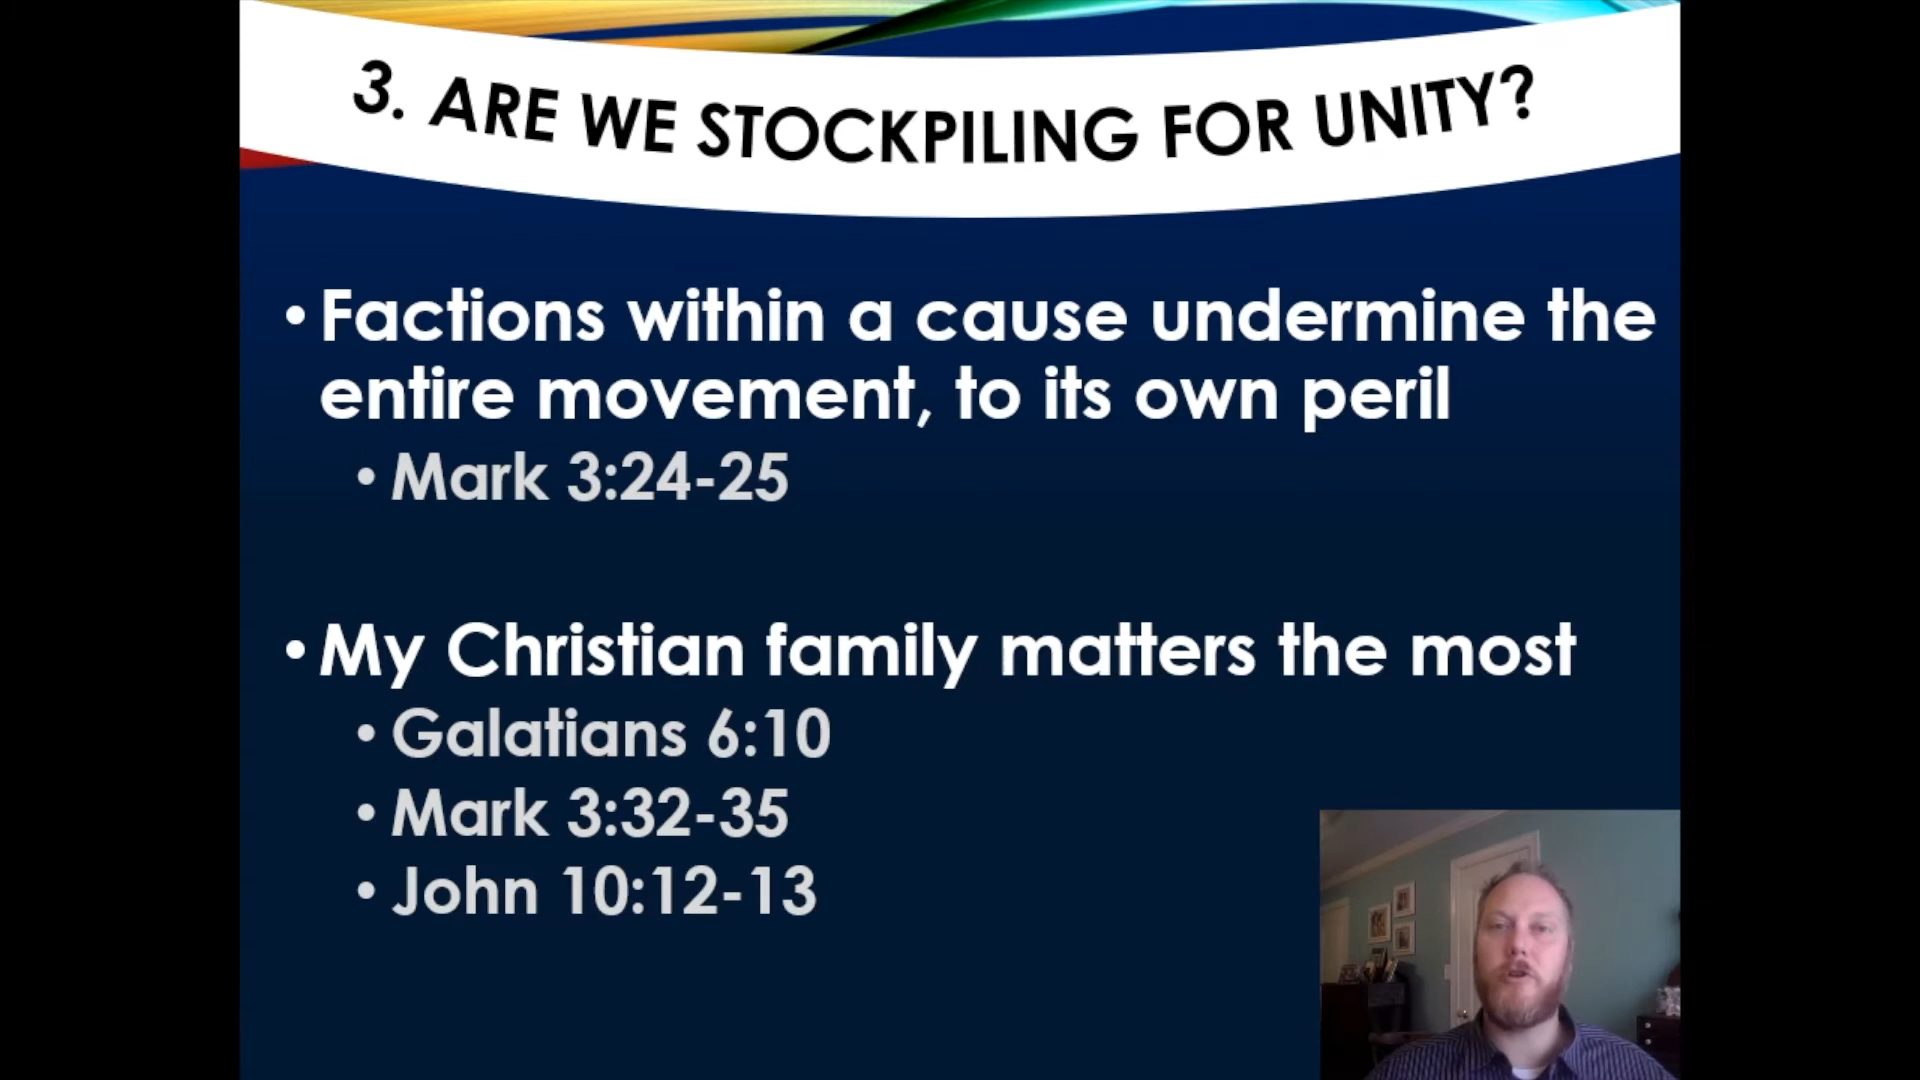 3. ARE WE STOCKPILING FOR UNITY?
• Factions within a cause undermine the
entire movement, to its own peril
• Mark 3:24-25
• My Christian family matters the most
• Galatians 6:10
• Mark 3:32-35
• John 10:12-13